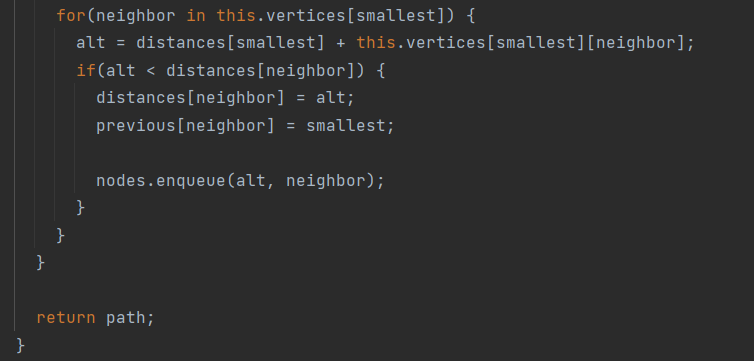 for(neighbor in this.vertices[smallest]) {
alt = distances[smallest] + this.vertices[smallest][neighbor];
if(alt < distances[neighbor]) {
distances[neighbor] = alt;
previous[neighbor] = smallest;
nodes.enqueue(alt, neighbor);
}
}
}
return path;
}